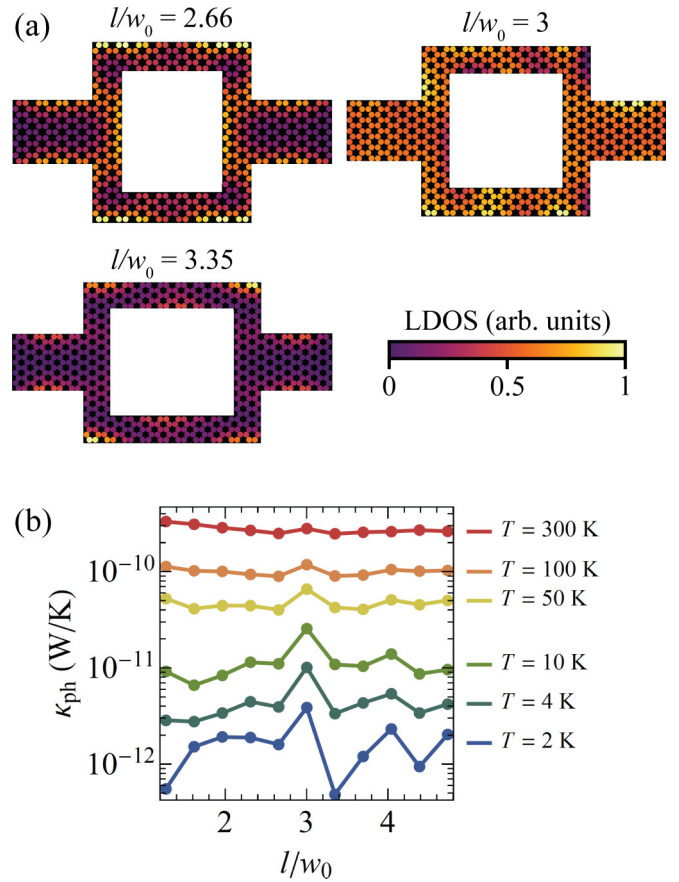 (a)
l/w₀ = 2.66
l/w₀ = 3
l/w₀ = 3.35
LDOS (arb. units)
0 0.5 1
(b)
T = 300 K
T = 100 K
T = 50 K
T = 10 K
T = 4 K
T = 2 K
κₚₕ (W/K)
10⁻¹⁰
10⁻¹¹
10⁻¹²
2 3 4
l/w₀